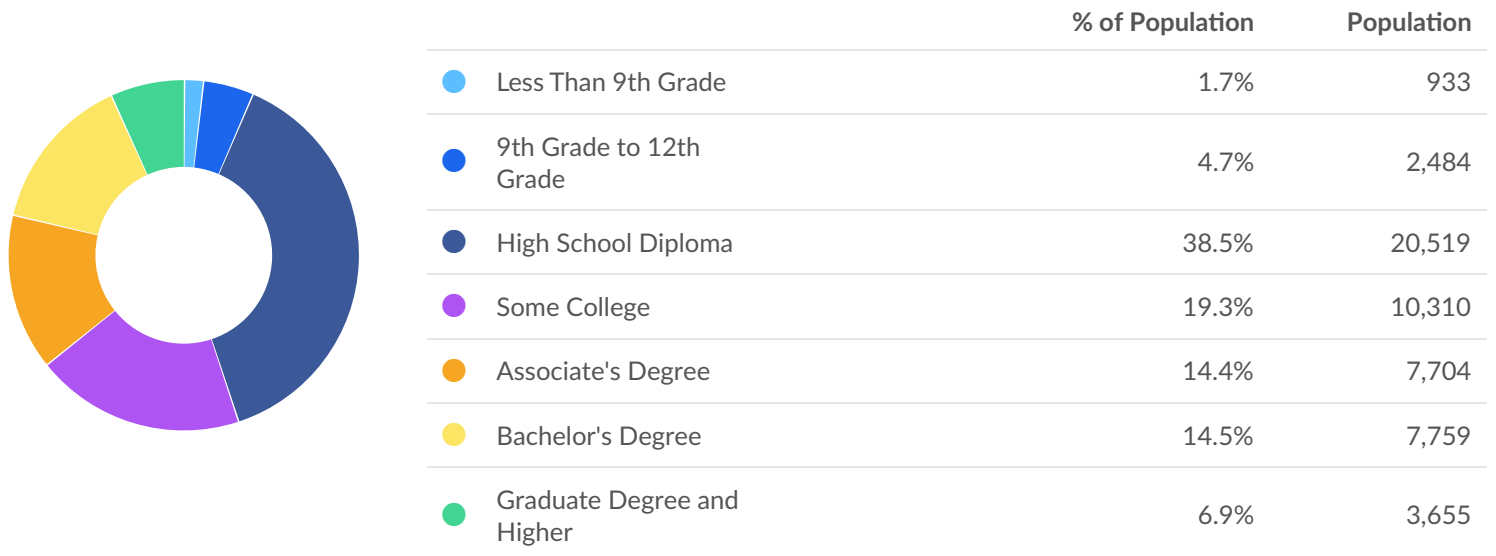 % of Population Population
Less Than 9th Grade 1.7% 933
9th Grade to 12th
Grade 4.7% 2,484
High School Diploma 38.5% 20,519
Some College 19.3% 10,310
Associate's Degree 14.4% 7,704
Bachelor's Degree 14.5% 7,759
Graduate Degree and
Higher 6.9% 3,655